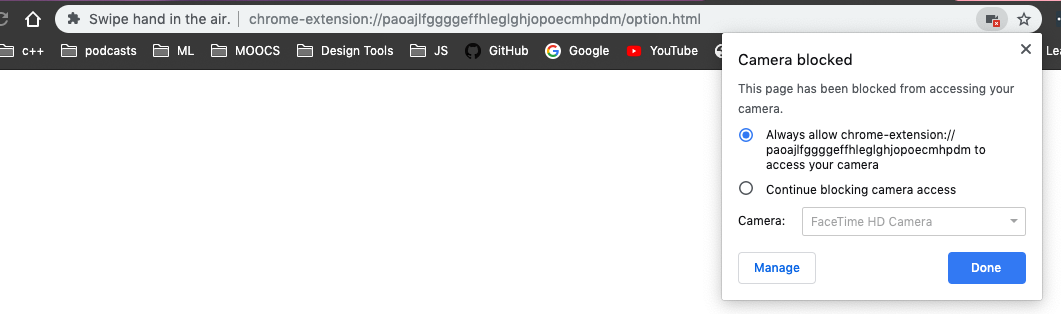 Swipe hand in the air. | chrome-extension://paoajlfggggeffhleglghjopoecmhpdm/option.html
c++ podcasts ML MOOCS Design Tools JS GitHub Google YouTube Lea
Camera blocked
This page has been blocked from accessing your
camera.
Always allow chrome-extension://
paoajlfggggeffhleglghjopoecmhpdm to
access your camera
Continue blocking camera access
Camera: FaceTime HD Camera
Manage Done